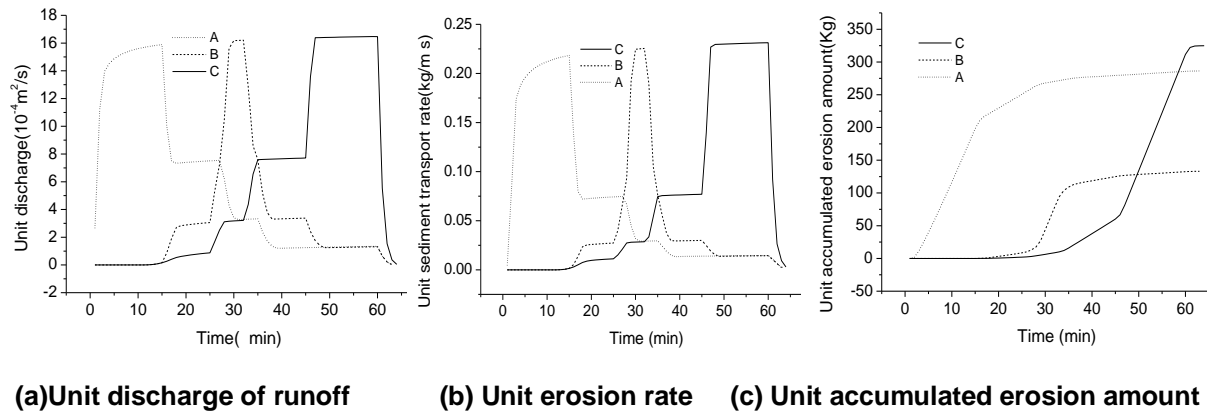 Unit discharge(10⁻⁴m²/s)
18
16
14
12
10
8
6
4
2
0
-2
A
B
C
0 10 20 30 40 50 60
Time( min)
Unit sediment transport rate(kg/m s)
0.25
0.20
0.15
0.10
0.05
0.00
C
B
A
0 10 20 30 40 50 60
Time (min)
Unit accumulated erosion amount(Kg)
350
300
250
200
150
100
50
0
-50
C
B
A
0 10 20 30 40 50 60
Time (min)
(a)Unit discharge of runoff
(b) Unit erosion rate
(c) Unit accumulated erosion amount